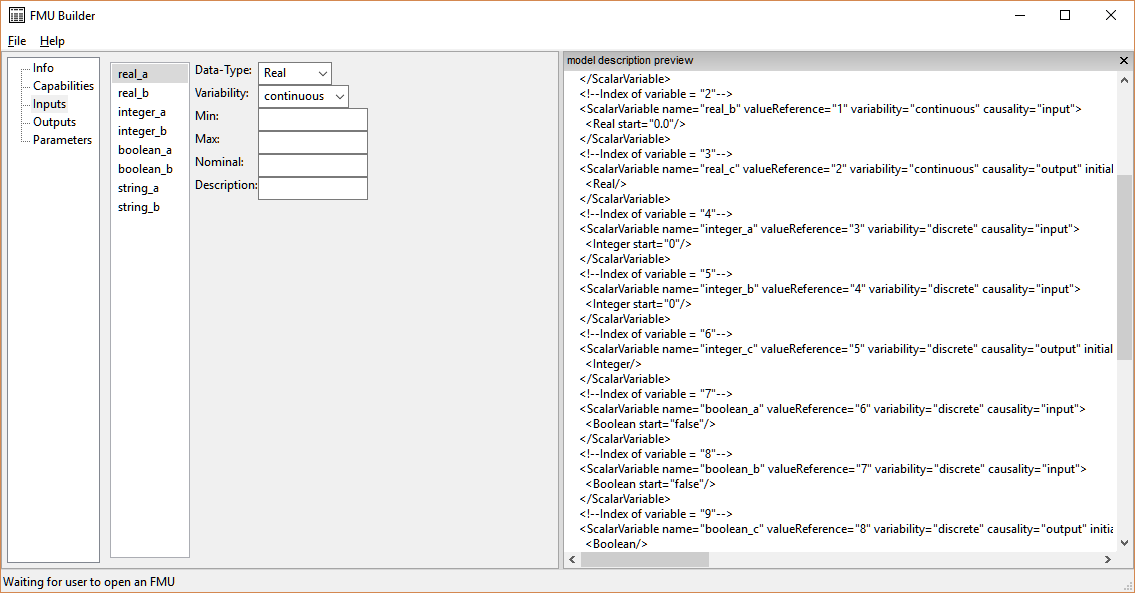 FMU Builder
File Help
Info
Capabilities
Inputs
Outputs
Parameters
real_a
real_b
integer_a
integer_b
boolean_a
boolean_b
string_a
string_b
Data-Type: Real
Variability: continuous
Min:
Max:
Nominal:
Description:
model description preview
</ScalarVariable>
<!--Index of variable = "2"-->
<ScalarVariable name="real_b" valueReference="1" variability="continuous" causality="input">
<Real start="0.0"/>
</ScalarVariable>
<!--Index of variable = "3"-->
<ScalarVariable name="real_c" valueReference="2" variability="continuous" causality="output" initial
<Real/>
</ScalarVariable>
<!--Index of variable = "4"-->
<ScalarVariable name="integer_a" valueReference="3" variability="discrete" causality="input">
<Integer start="0"/>
</ScalarVariable>
<!--Index of variable = "5"-->
<ScalarVariable name="integer_b" valueReference="4" variability="discrete" causality="input">
<Integer start="0"/>
</ScalarVariable>
<!--Index of variable = "6"-->
<ScalarVariable name="integer_c" valueReference="5" variability="discrete" causality="output" initial
<Integer/>
</ScalarVariable>
<!--Index of variable = "7"-->
<ScalarVariable name="boolean_a" valueReference="6" variability="discrete" causality="input">
<Boolean start="false"/>
</ScalarVariable>
<!--Index of variable = "8"-->
<ScalarVariable name="boolean_b" valueReference="7" variability="discrete" causality="input">
<Boolean start="false"/>
</ScalarVariable>
<!--Index of variable = "9"-->
<ScalarVariable name="boolean_c" valueReference="8" variability="discrete" causality="output" initia
<Boolean/>
Waiting for user to open an FMU